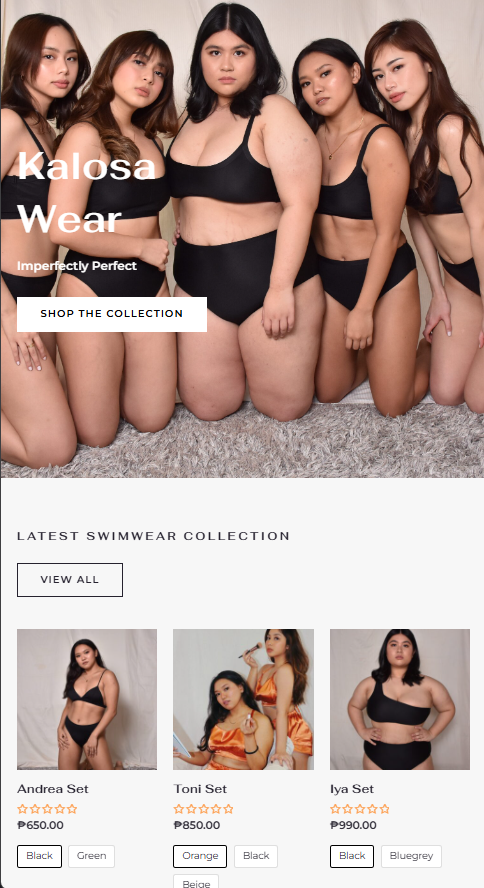 Kalosa
Wear
Imperfectly Perfect
SHOP THE COLLECTION
LATEST SWIMWEAR COLLECTION
VIEW ALL
Andrea Set
₱650.00
Black Green
Toni Set
₱850.00
Orange Black
Beige
Iya Set
₱990.00
Black Bluegrey